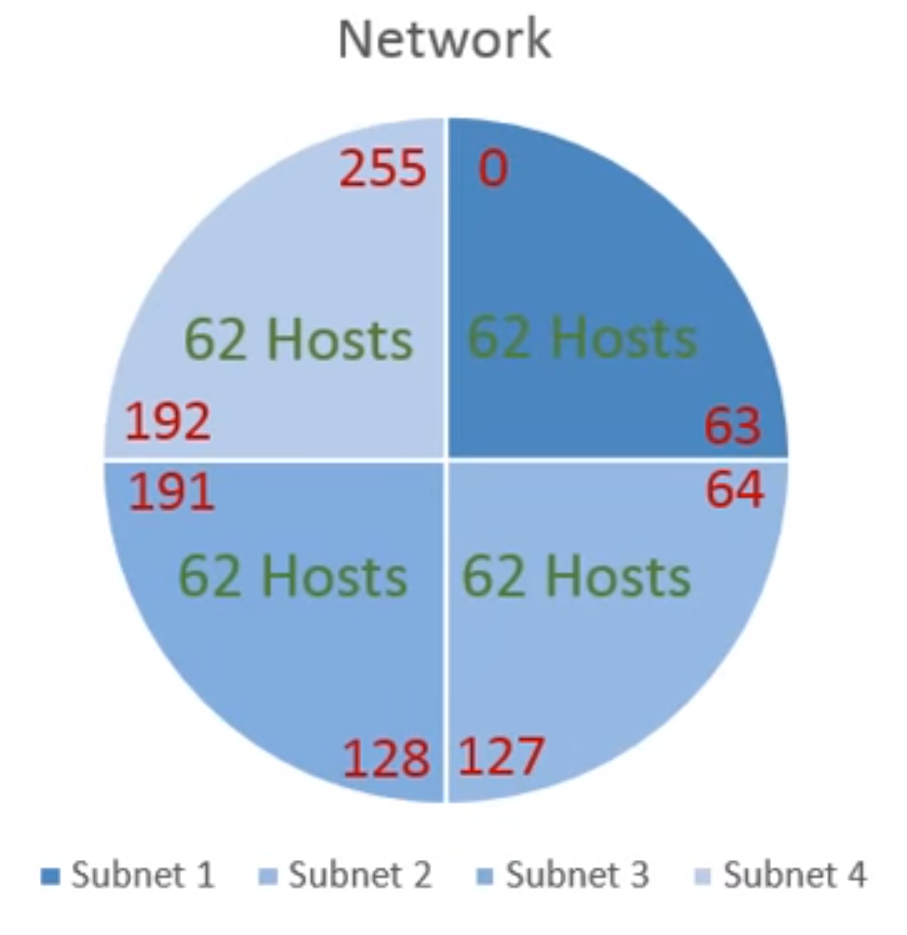 Network
255 0
62 Hosts 62 Hosts
192 63
191 64
62 Hosts 62 Hosts
128 127
Subnet 1 Subnet 2 Subnet 3 Subnet 4